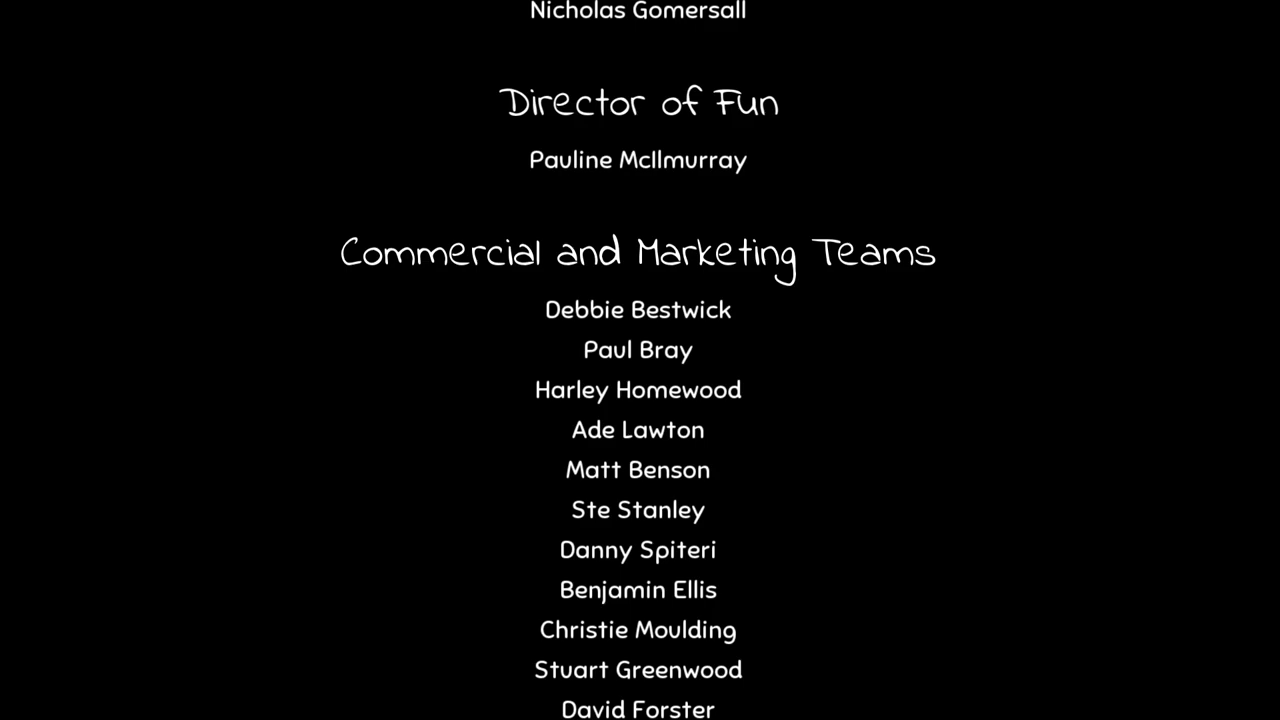 Nicholas Gomersall
Director of Fun
Pauline McIlmurray
Commercial and Marketing Teams
Debbie Bestwick
Paul Bray
Harley Homewood
Ade Lawton
Matt Benson
Ste Stanley
Danny Spiteri
Benjamin Ellis
Christie Moulding
Stuart Greenwood
David Forster